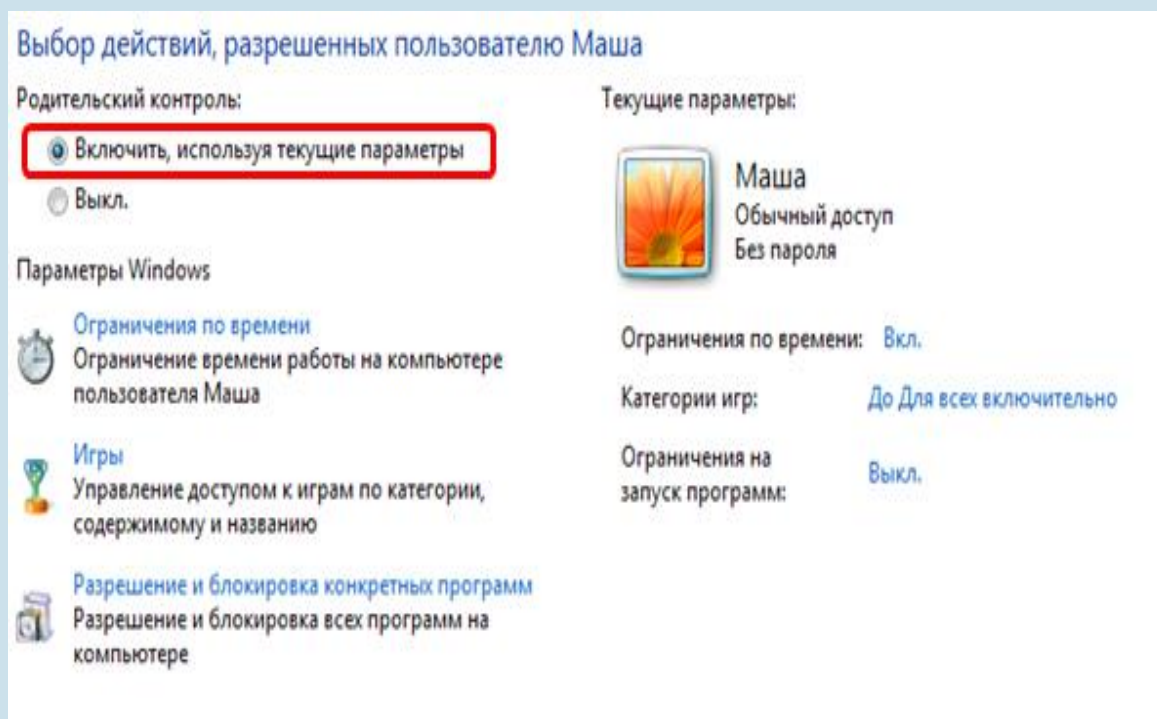 Выбор действий, разрешенных пользователю Маша
Родительский контроль:
Включить, используя текущие параметры
Выкл.
Параметры Windows
Ограничения по времени
Ограничение времени работы на компьютере
пользователя Маша
Игры
Управление доступом к играм по категории,
содержимому и названию
Разрешение и блокировка конкретных программ
Разрешение и блокировка всех программ на
компьютере
Текущие параметры:
Маша
Обычный доступ
Без пароля
Ограничения по времени: Вкл.
Категории игр: До Для всех включительно
Ограничения на
запуск программ: Выкл.